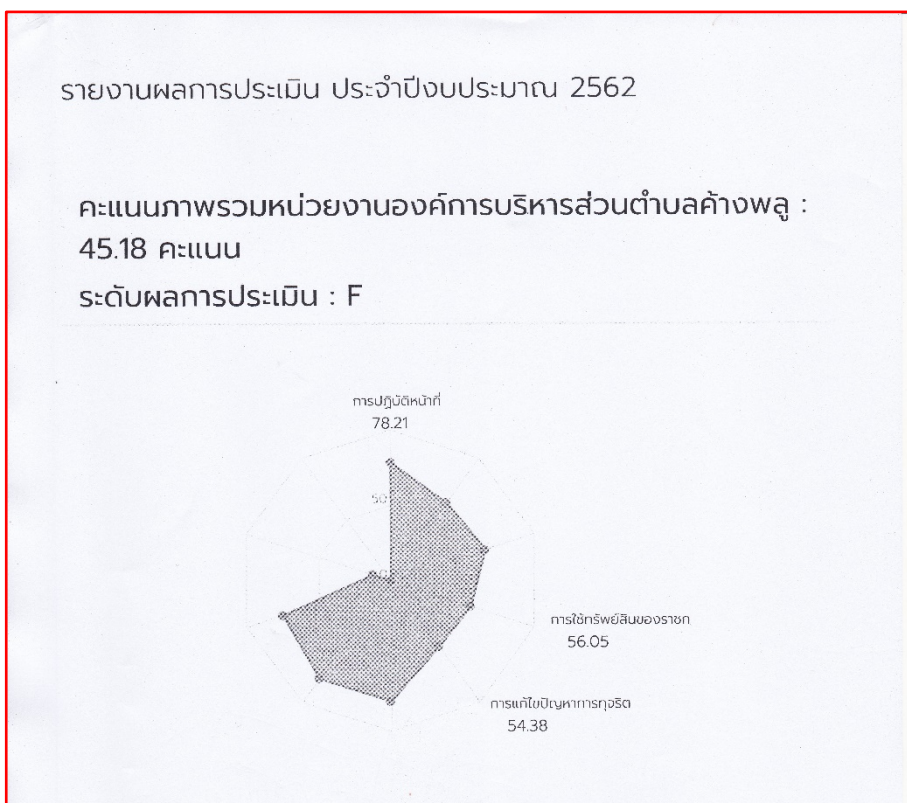 รายงานผลการประเมิน ประจำปีงบประมาณ 2562
คะแนนภาพรวมหน่วยงานองค์การบริหารส่วนตำบลค้างพลู :
45.18 คะแนน
ระดับผลการประเมิน : F
การปฏิบัติหน้าที่
78.21
50
การใช้ทรัพย์สินของราชก
56.05
การแก้ไขปัญหาการทุจริต
54.38